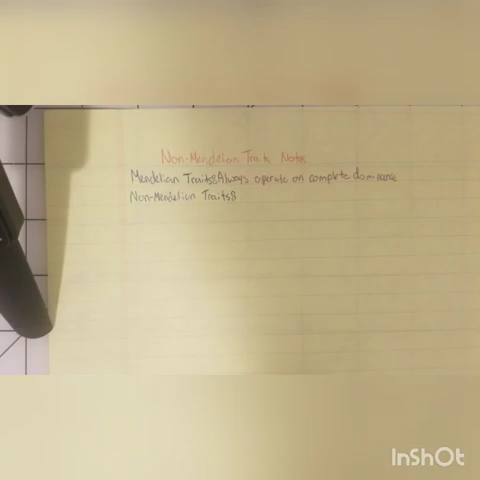 Non-Mendelian Traits Notes
Mendelian Traits: Always operate on complete dominance
Non-Mendelian Traits:
InShOt